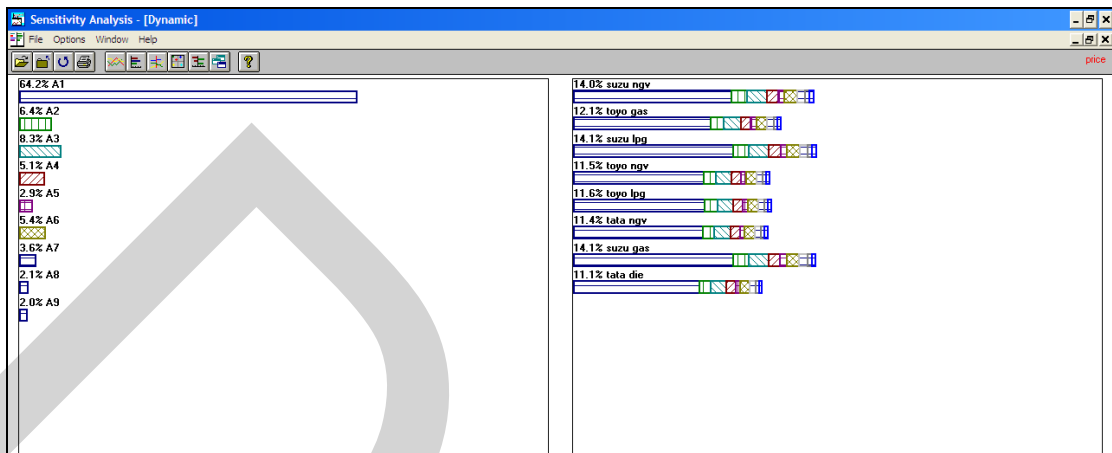 Sensitivity Analysis - [Dynamic]
File Options Window Help
price
64.2% A1
6.4% A2
8.3% A3
5.1% A4
2.9% A5
5.4% A6
3.6% A7
2.1% A8
2.0% A9
14.0% suzu ngv
12.1% toyo gas
14.1% suzu lpg
11.5% toyo ngv
11.6% toyo lpg
11.4% tata ngv
14.1% suzu gas
11.1% tata die